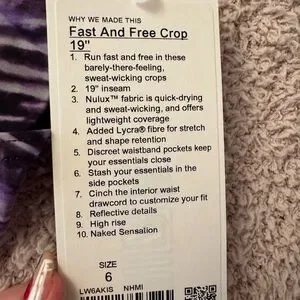 WHY WE MADE THIS
Fast And Free Crop
19"
1. Run fast and free in these
barely-there-feeling,
sweat-wicking crops
2. 19" inseam
3. Nulux™ fabric is quick-drying
and sweat-wicking, and offers
lightweight coverage
4. Added Lycra® fibre for stretch
and shape retention
5. Discreet waistband pockets keep
your essentials close
6. Stash your essentials in the
side pockets
7. Cinch the interior waist
drawcord to customize your fit
8. Reflective details
9. High rise
10. Naked Sensation
SIZE
6
LW6AKIS NHMI